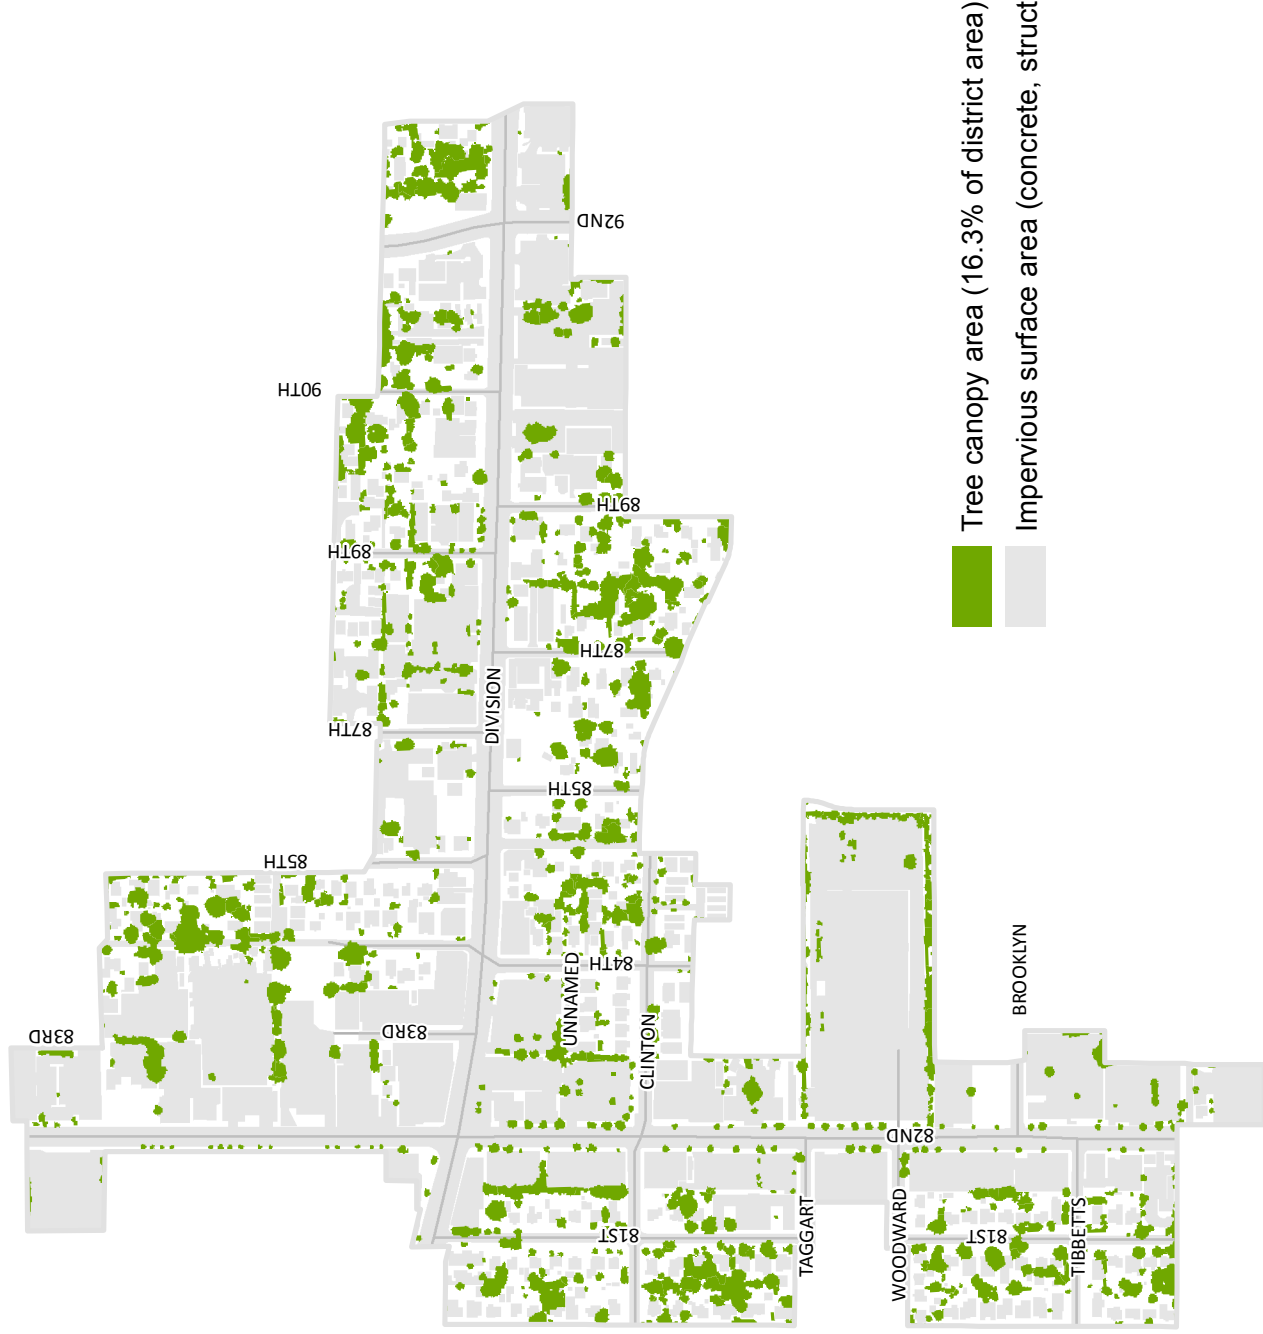 92ND
90TH
89TH
89TH
87TH
87TH
DIVISION
85TH
85TH
84TH
UNNAMED
83RD
83RD
CLINTON
BROOKLYN
82ND
TAGGART
WOODWARD
81ST
81ST
TIBBETTS
Tree canopy area (16.3% of district area)
Impervious surface area (concrete, struct